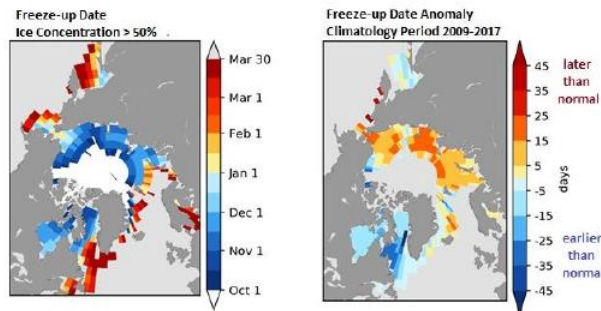 Freeze-up Date
Ice Concentration > 50%
Mar 30
Mar 1
Feb 1
Jan 1
Dec 1
Nov 1
Oct 1
Freeze-up Date Anomaly
Climatology Period 2009-2017
45
35
25
15
5
-5
-15
-25
-35
-45
days
later
than
normal
earlier
than
normal